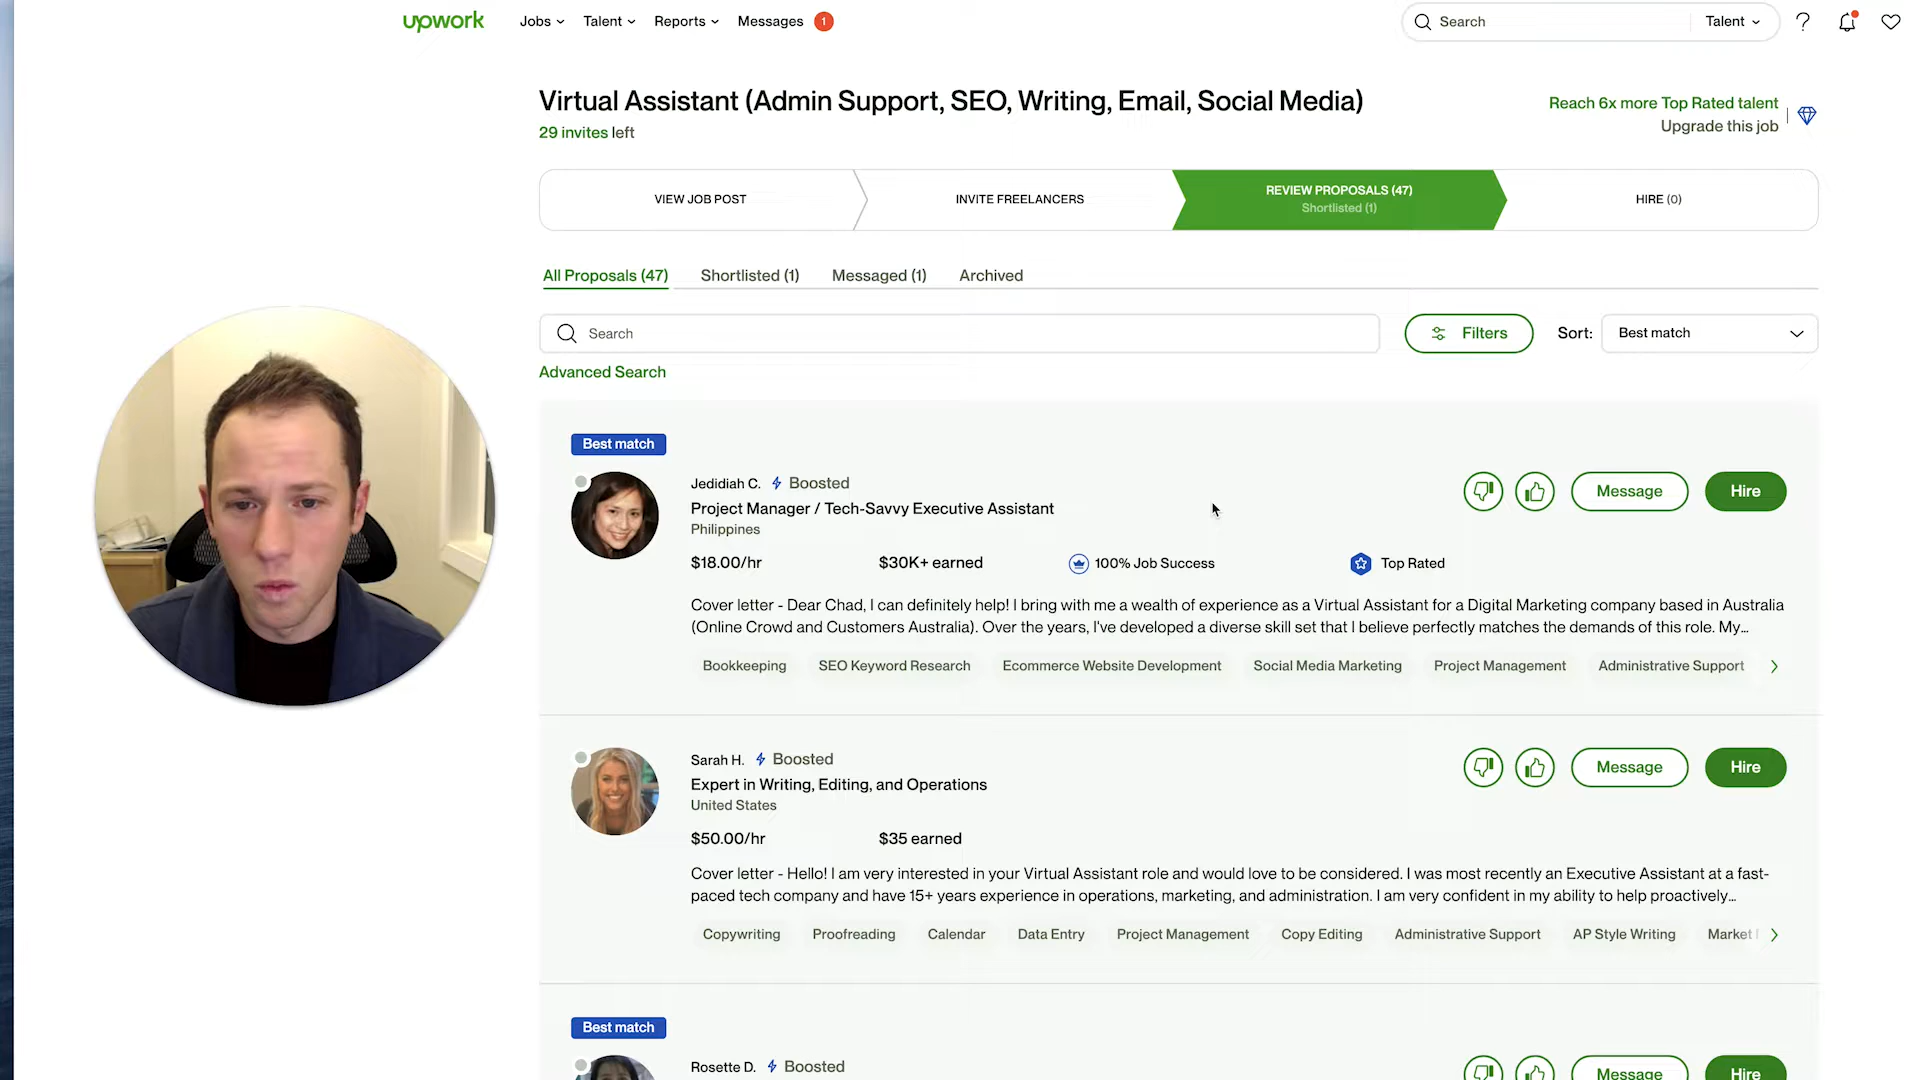 upwork Jobs Talent Reports Messages 1 Search Talent
Virtual Assistant (Admin Support, SEO, Writing, Email, Social Media)
29 invites left
Reach 6x more Top Rated talent
Upgrade this job
VIEW JOB POST
INVITE FREELANCERS
REVIEW PROPOSALS (47)
Shortlisted (1)
HIRE (0)
All Proposals (47) Shortlisted (1) Messaged (1) Archived
Search Filters Sort: Best match
Advanced Search
Best match
Jedidiah C. Boosted
Project Manager / Tech-Savvy Executive Assistant
Philippines
Message Hire
$18.00/hr $30K+ earned 100% Job Success Top Rated
Cover letter - Dear Chad, I can definitely help! I bring with me a wealth of experience as a Virtual Assistant for a Digital Marketing company based in Australia
(Online Crowd and Customers Australia). Over the years, I've developed a diverse skill set that I believe perfectly matches the demands of this role. My...
Bookkeeping SEO Keyword Research Ecommerce Website Development Social Media Marketing Project Management Administrative Support
Sarah H. Boosted
Expert in Writing, Editing, and Operations
United States
Message Hire
$50.00/hr $35 earned
Cover letter - Hello! I am very interested in your Virtual Assistant role and would love to be considered. I was most recently an Executive Assistant at a fast-
paced tech company and have 15+ years experience in operations, marketing, and administration. I am very confident in my ability to help proactively...
Copywriting Proofreading Calendar Data Entry Project Management Copy Editing Administrative Support AP Style Writing Market
Best match
Rosette D. Boosted
Message Hire